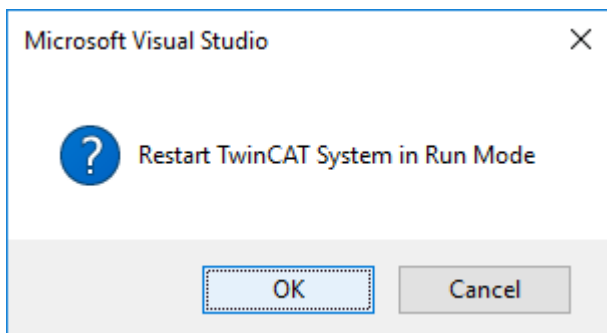 Microsoft Visual Studio
Restart TwinCAT System in Run Mode
OK
Cancel